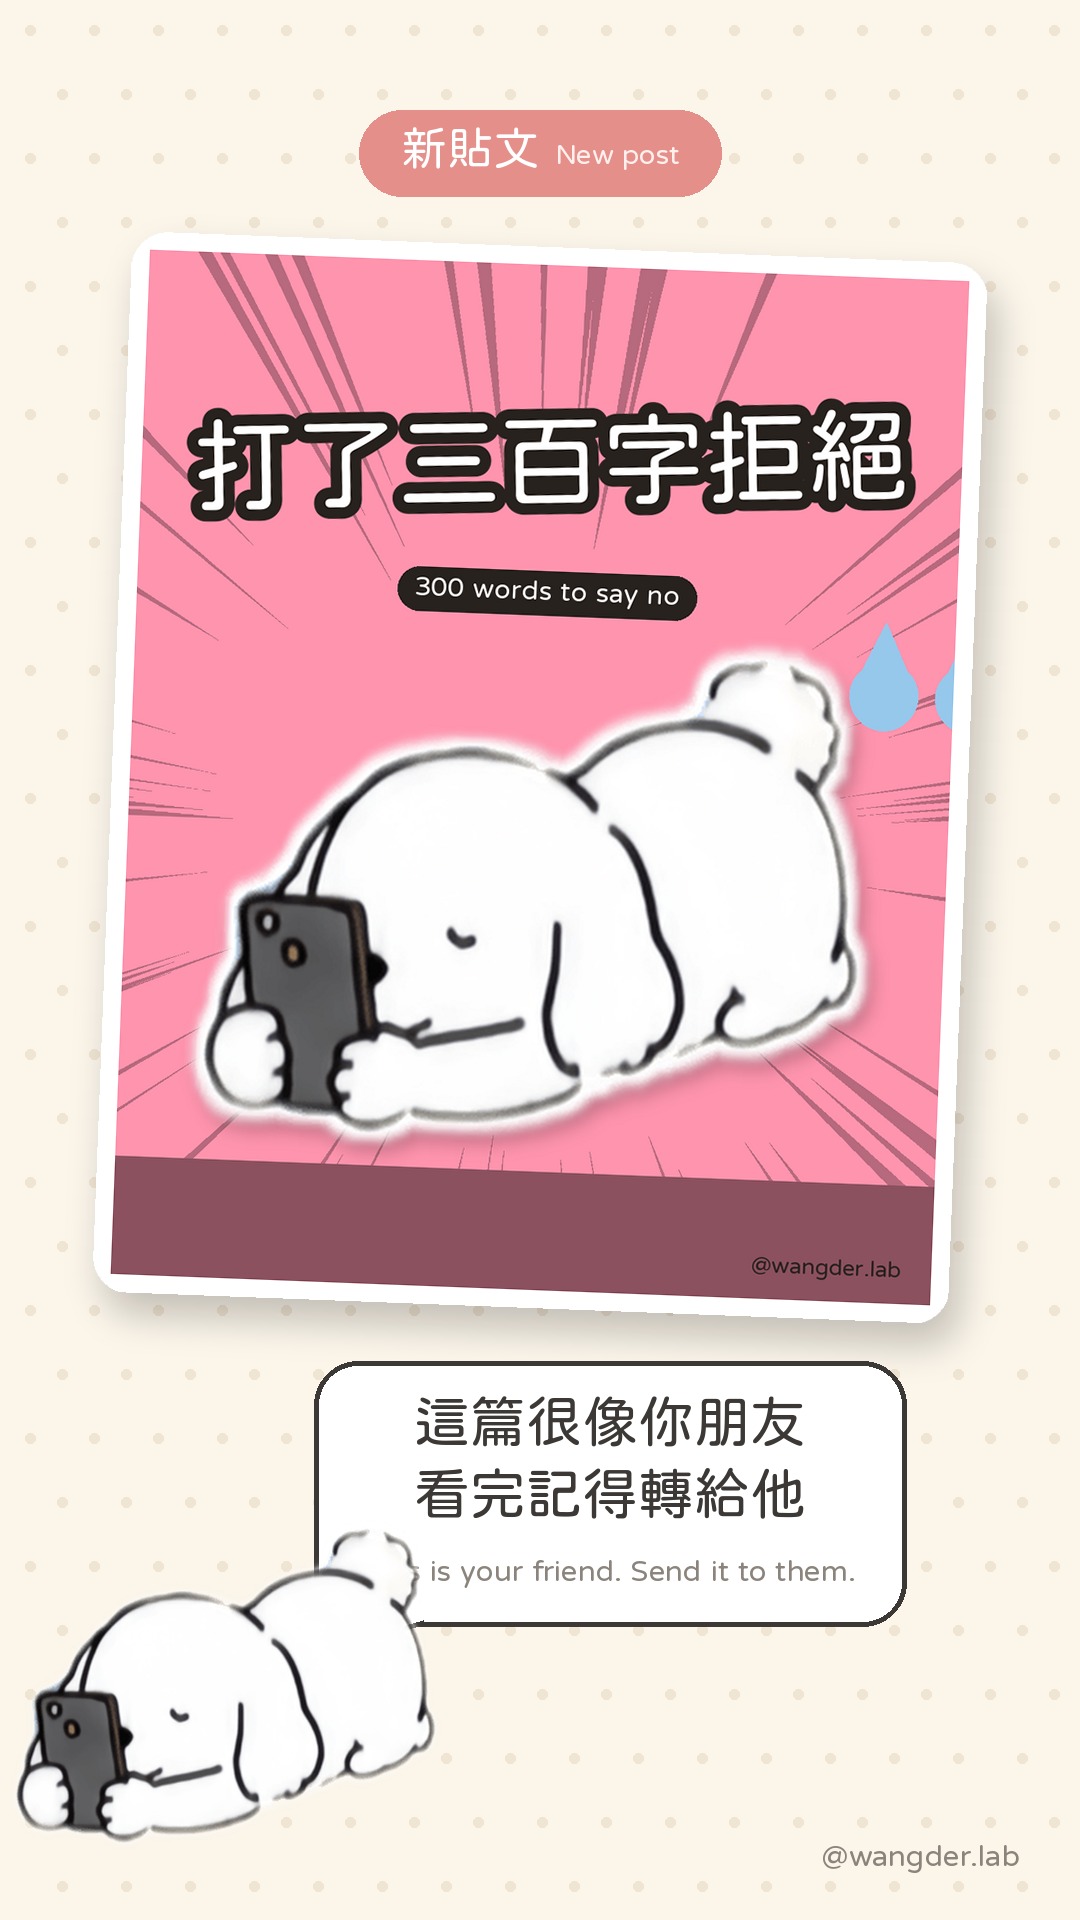 新貼文 New post
打了三百字拒絕
300 words to say no
@wangder.lab
這篇很像你朋友
看完記得轉給他
is your friend. Send it to them.
@wangder.lab